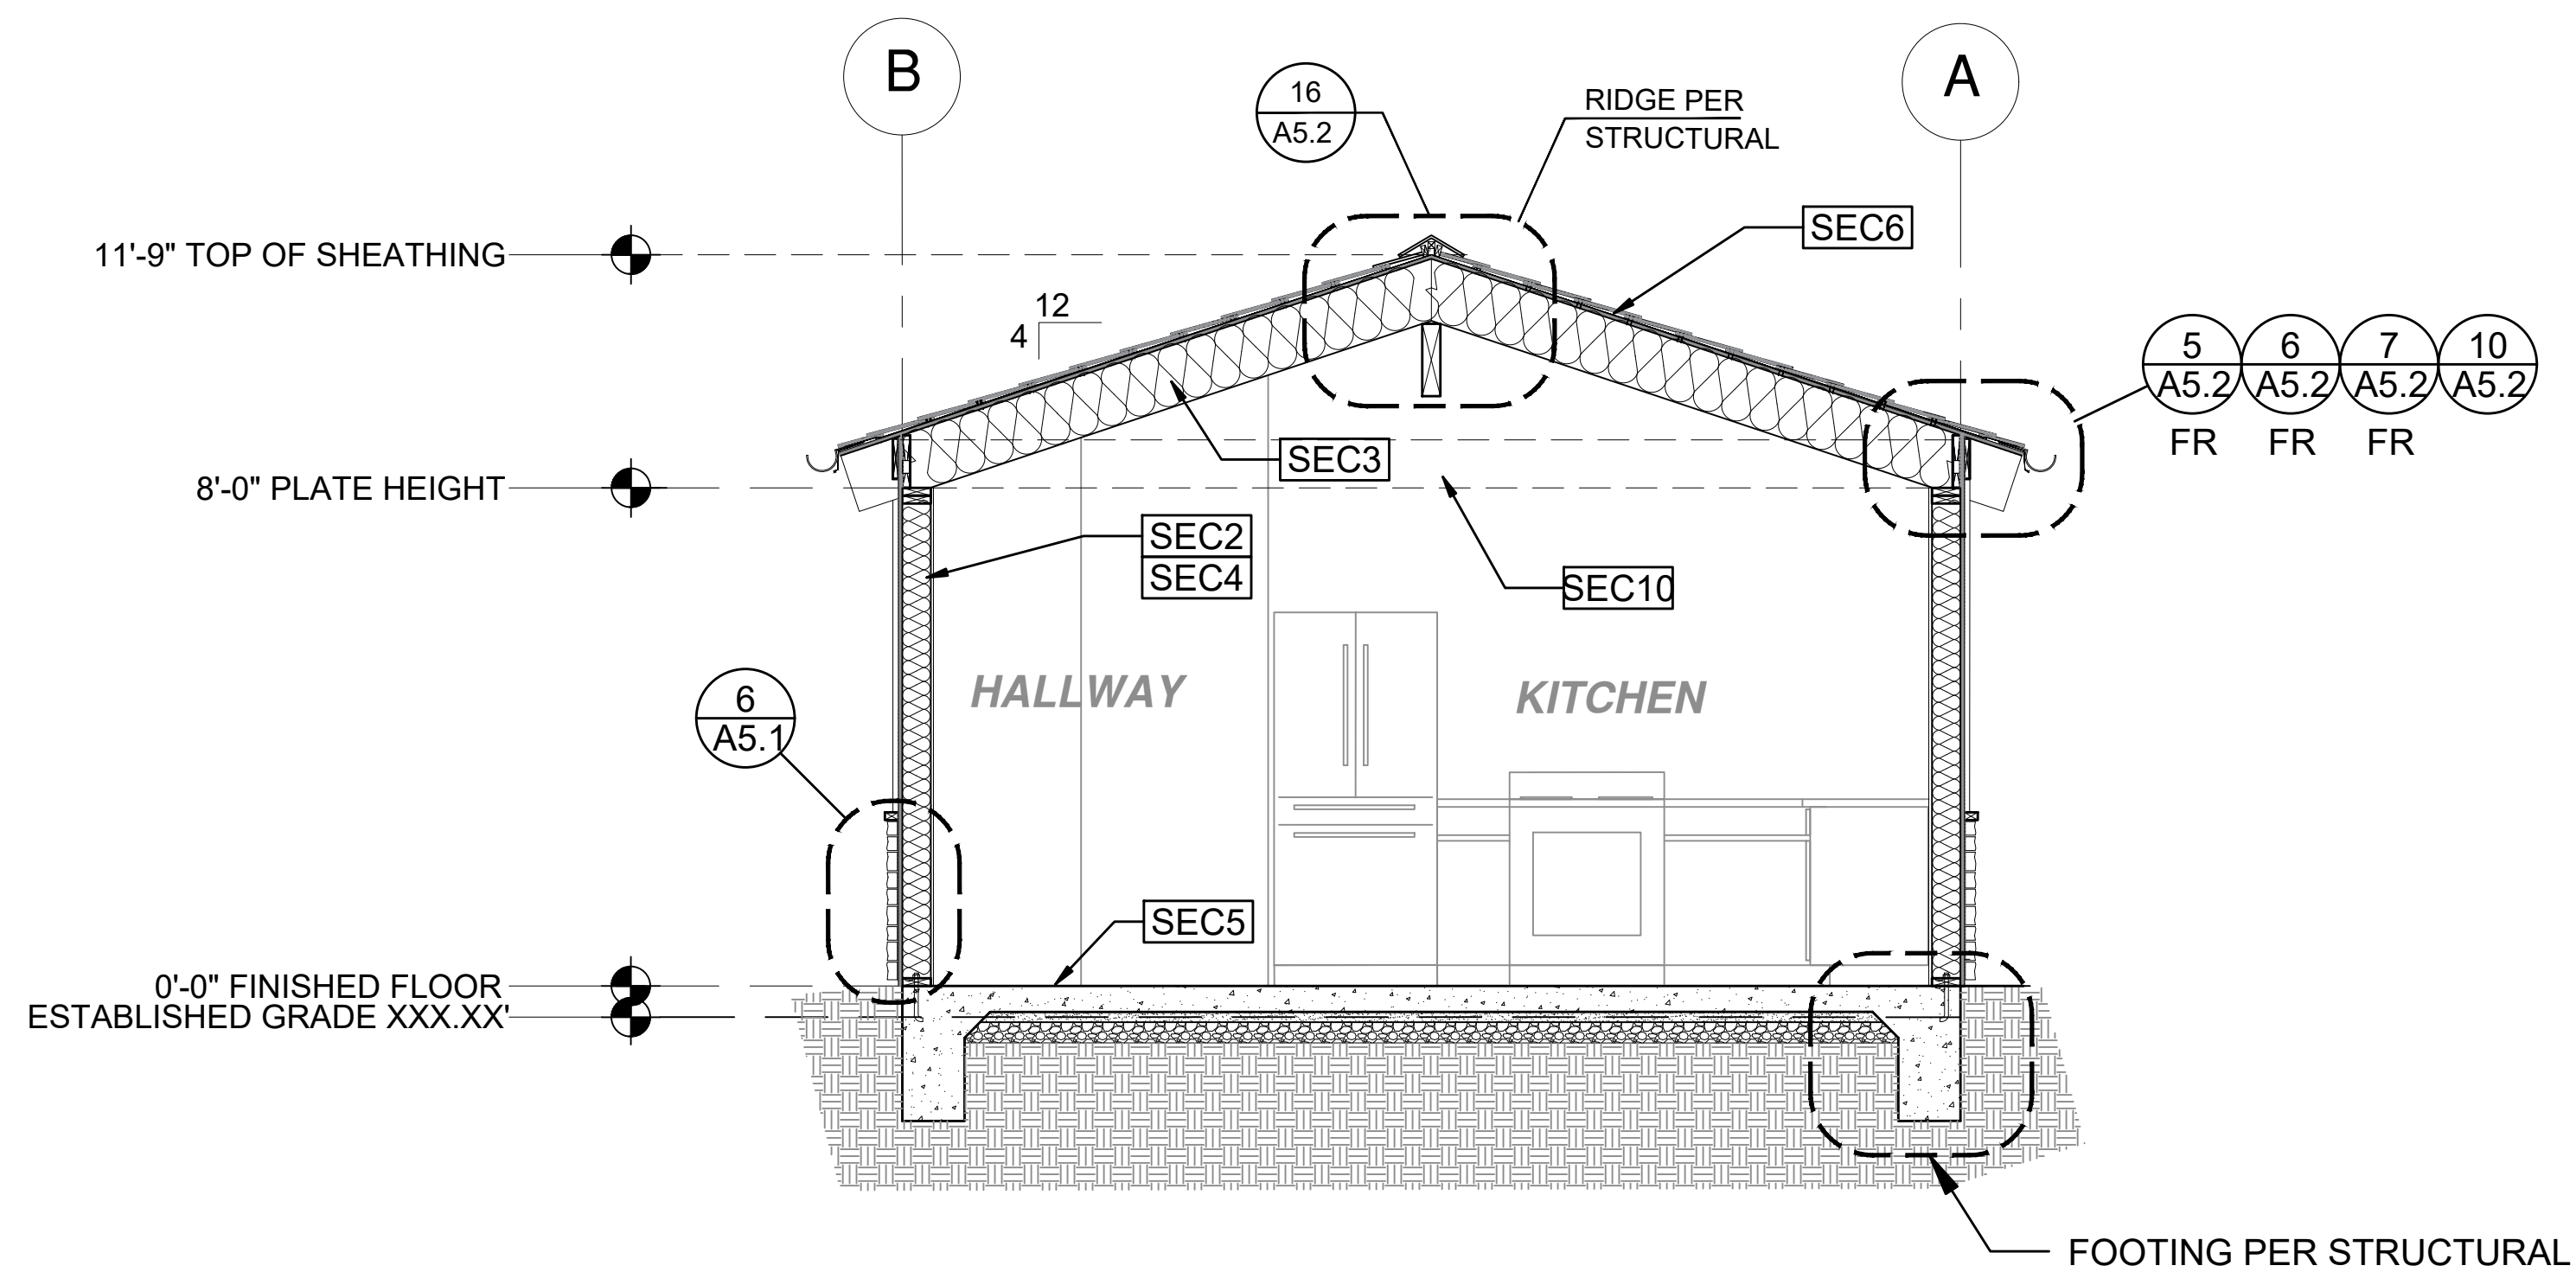 B
A
16
A5.2
RIDGE PER
STRUCTURAL
SEC6
11'-9" TOP OF SHEATHING
12
4
5
A5.2
FR
6
A5.2
FR
7
A5.2
FR
10
A5.2
SEC3
8'-0" PLATE HEIGHT
SEC2
SEC4
SEC10
HALLWAY
KITCHEN
6
A5.1
SEC5
0'-0" FINISHED FLOOR
ESTABLISHED GRADE XXX.XX'
FOOTING PER STRUCTURAL